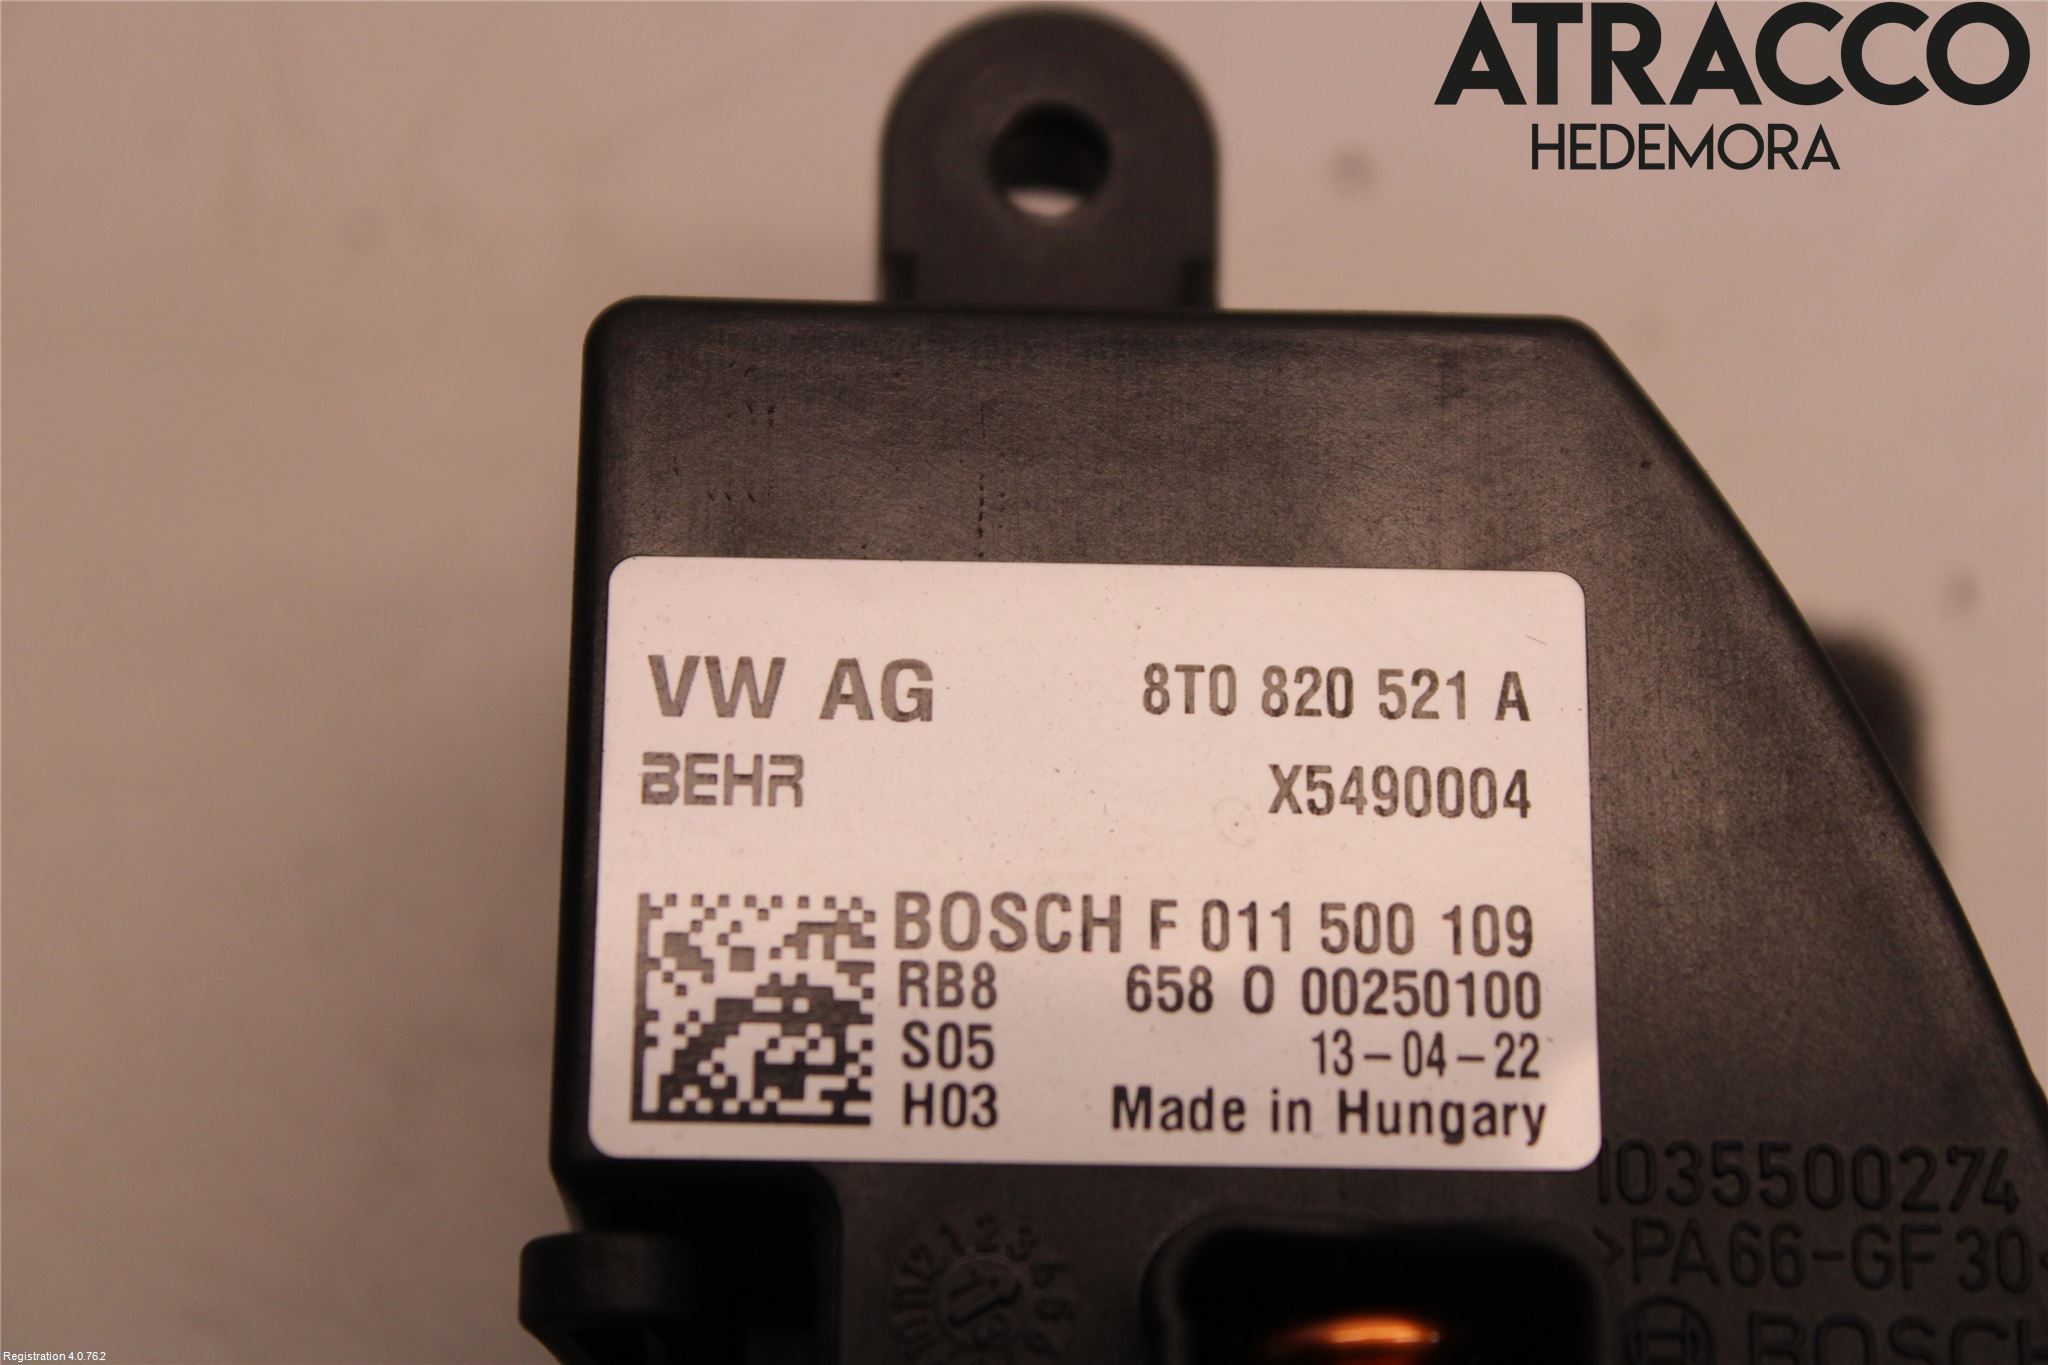 ATRACCO
HEDEMORA
VW AG 8T0 820 521 A
BEHR X5490004
BOSCH F 011 500 109
RB8 658 0 00250100
S05 13-04-22
H03 Made in Hungary
1035500274
>PA66-GF30<
BOSCH
Registration 4.0.762